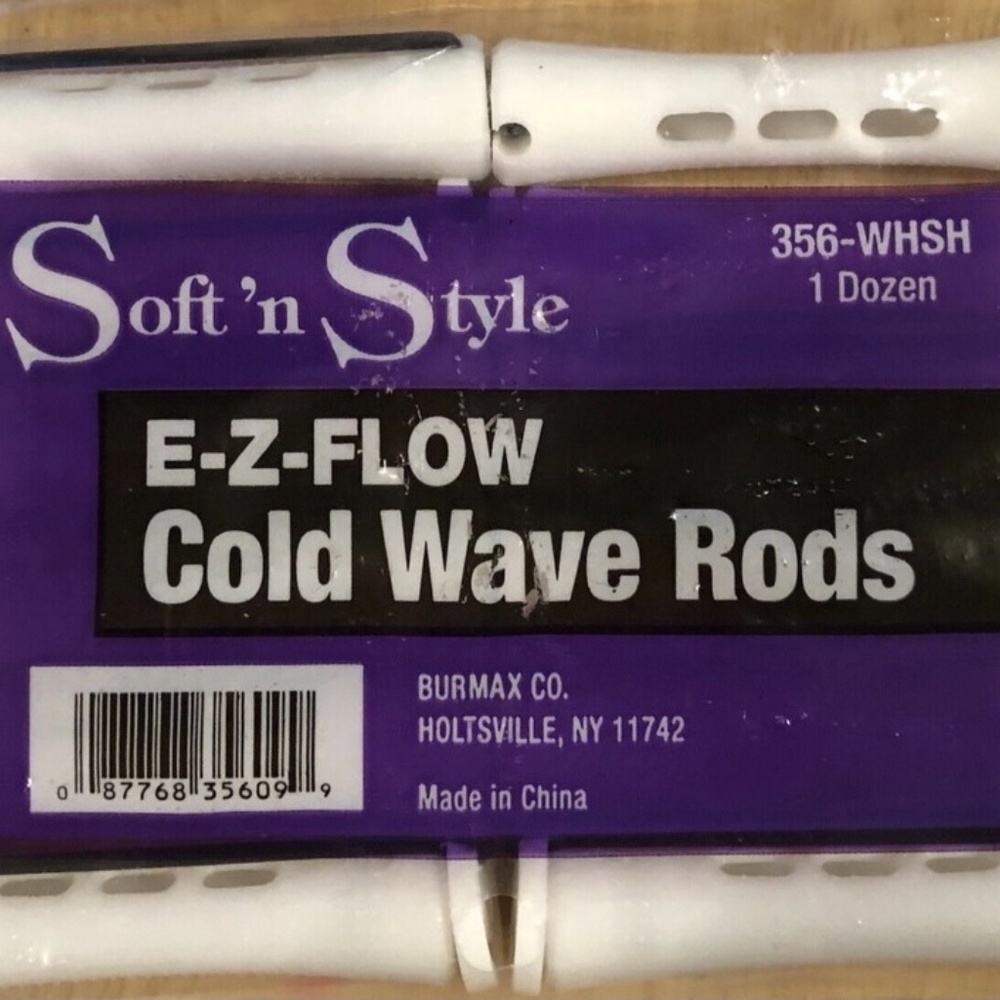 Soft 'n Style
356-WHSH
1 Dozen
E-Z-FLOW
Cold Wave Rods
BURMAX CO.
HOLTSVILLE, NY 11742
Made in China
0 87768 35609 9